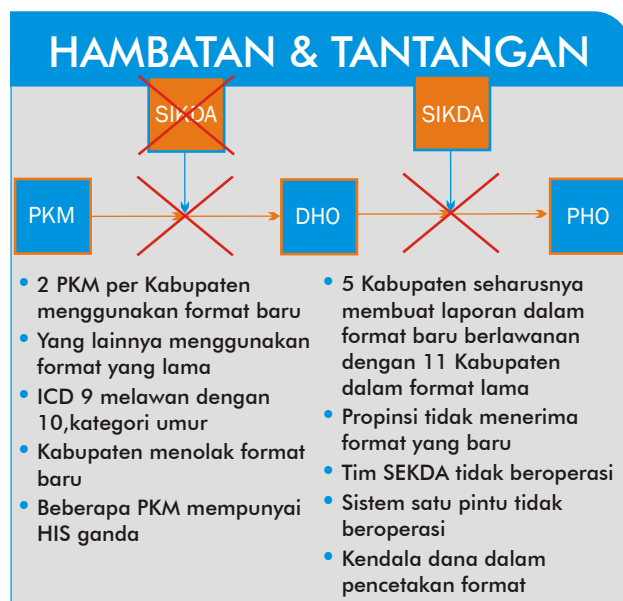 HAMBATAN & TANTANGAN
SIKDA
SIKDA
PKM
DHO
PHO
• 2 PKM per Kabupaten
menggunakan format baru
• Yang lainnya menggunakan
format yang lama
• ICD 9 melawan dengan
10,kategori umur
• Kabupaten menolak format
baru
• Beberapa PKM mempunyai
HIS ganda
• 5 Kabupaten seharusnya
membuat laporan dalam
format baru berlawanan
dengan 11 Kabupaten
dalam format lama
• Propinsi tidak menerima
format yang baru
• Tim SEKDA tidak beroperasi
• Sistem satu pintu tidak
beroperasi
• Kendala dana dalam
pencetakan format